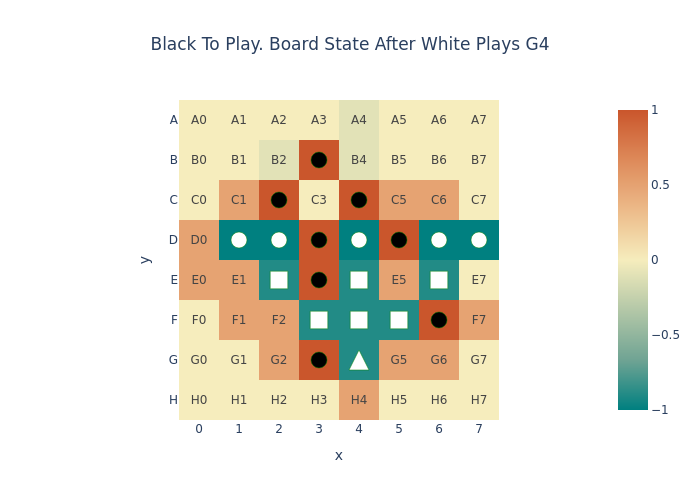 Black To Play. Board State After White Plays G4
A A0 A1 A2 A3 A4 A5 A6 A7
B B0 B1 B2 B4 B5 B6 B7
C C0 C1 C3 C5 C6 C7
D D0
E E0 E1 E5 E7
F F0 F1 F2 F7
G G0 G1 G2 G5 G6 G7
H H0 H1 H2 H3 H4 H5 H6 H7
0 1 2 3 4 5 6 7
x
y
1
0.5
0
−0.5
−1